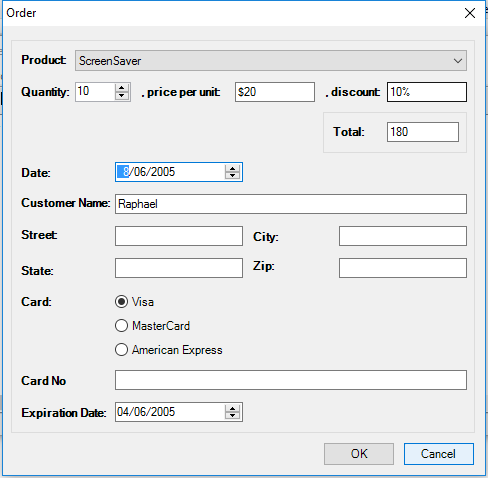 Order
Product: ScreenSaver
Quantity: 10 , price per unit: $20 , discount: 10%
Total: 180
Date: 8/06/2005
Customer Name: Raphael
Street: City:
State: Zip:
Card: Visa
MasterCard
American Express
Card No
Expiration Date: 04/06/2005
OK Cancel